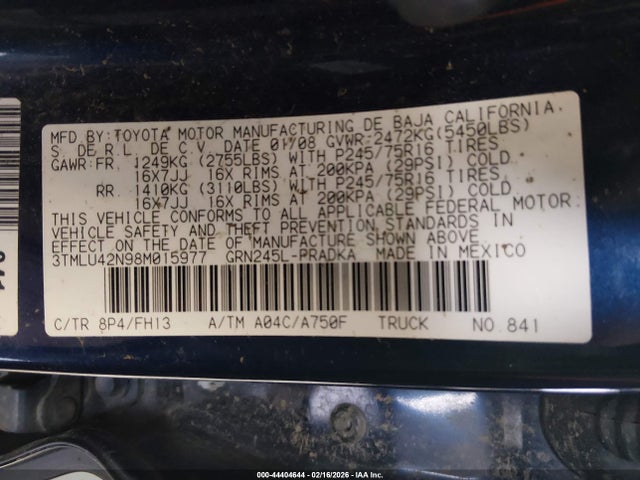 MFD. BY: TOYOTA MOTOR MANUFACTURING DE BAJA CALIFORNIA,
S. DE R. L. DE C. V. DATE 01/08 GVWR: 2472KG(5450LBS)
GAWR: FR 1249KG (2755LBS) WITH P245/75R16 TIRES
16X7JJ 16X RIMS AT 200KPA (29PSI) COLD
RR 1410KG (3110LBS) WITH P245/75R16 TIRES
16X7JJ 16X RIMS AT 200KPA (29PSI) COLD
THIS VEHICLE CONFORMS TO ALL APPLICABLE FEDERAL MOTOR
VEHICLE AND THEFT PREVENTION STANDARDS IN
EFFECT ON THE DATE OF MANUFACTURE SHOWN ABOVE.
3TMLU42N98M015977 GRN245L-PRADKA MADE IN MEXICO
C/TR 8P4/FH13 A/TM A04C/A750F TRUCK NO. 841
000-44404644 - 02/16/2026 - IAA Inc.